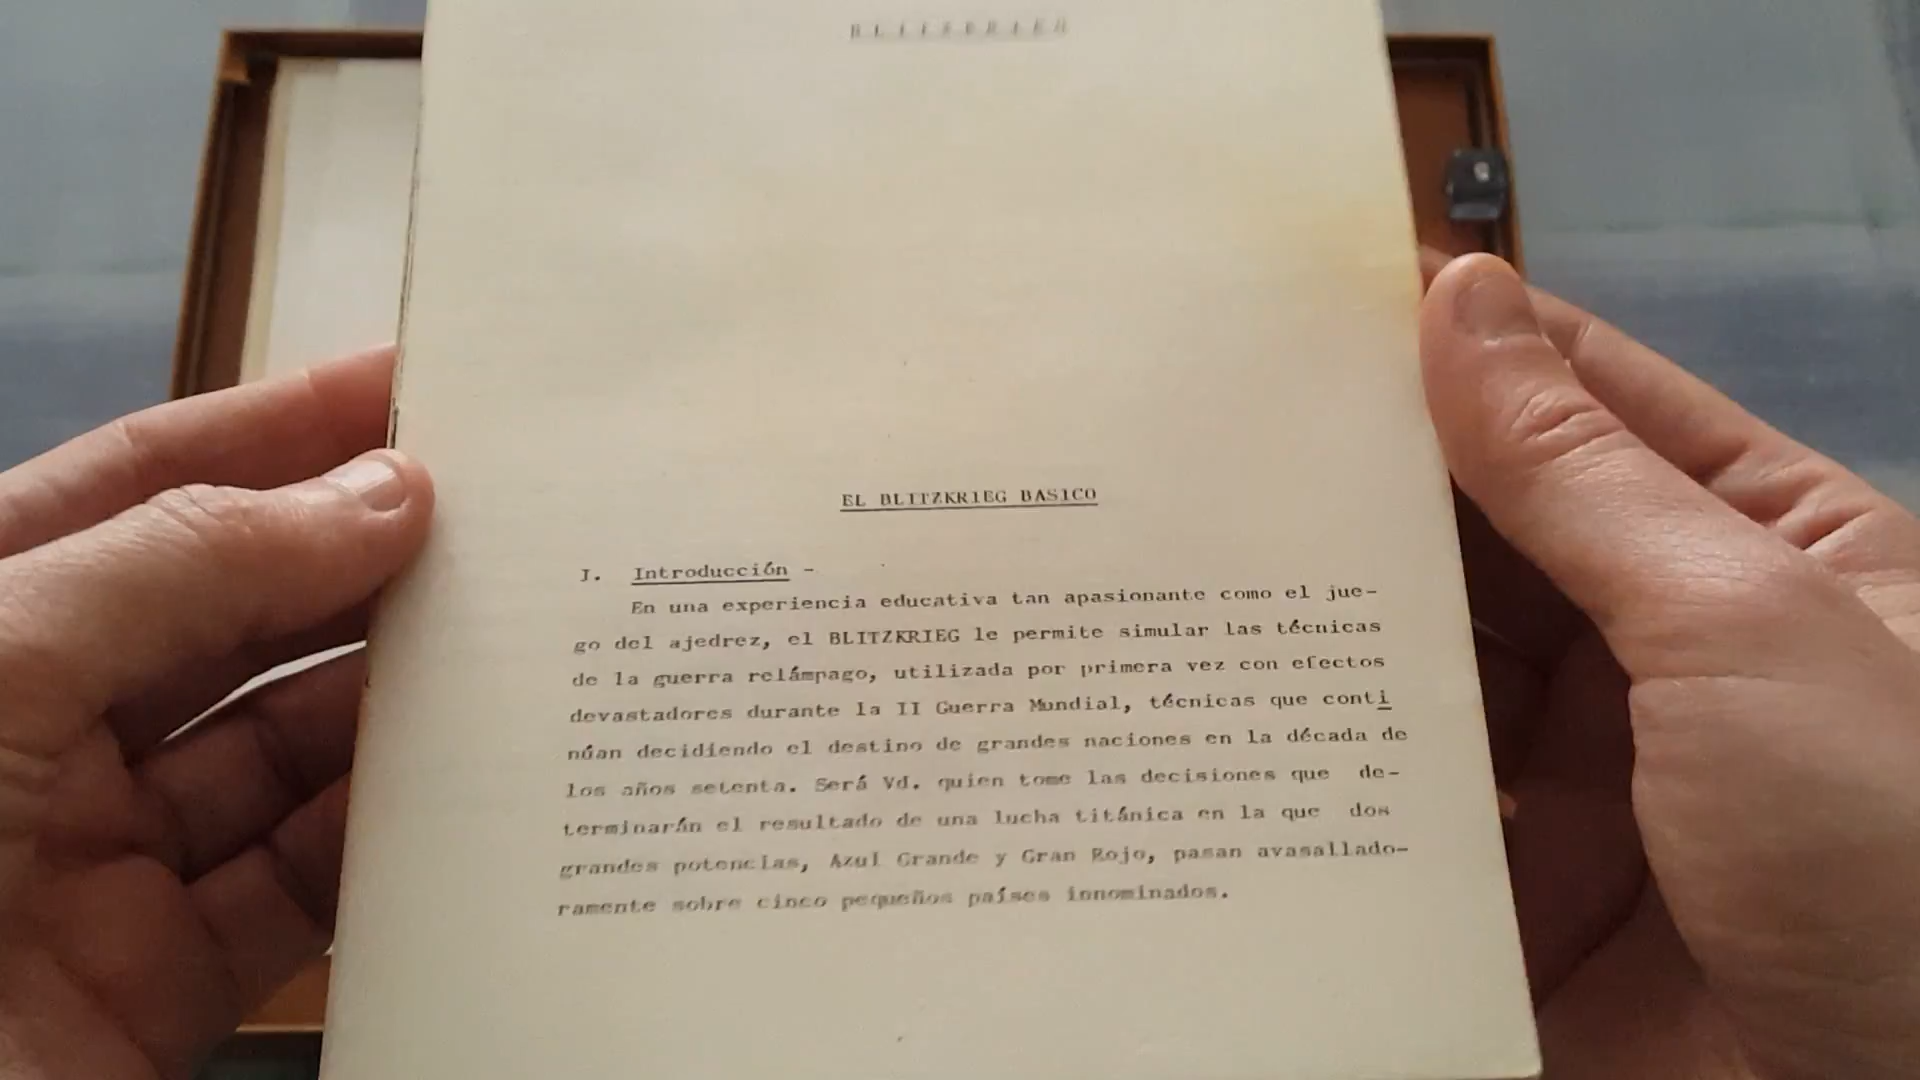 BLITZKRIEG
EL BLITZKRIEG BASICO
I. Introducción -
En una experiencia educativa tan apasionante como el jue-
go del ajedrez, el BLITZKRIEG le permite simular las técnicas
de la guerra relámpago, utilizada por primera vez con efectos
devastadores durante la II Guerra Mundial, técnicas que conti
núan decidiendo el destino de grandes naciones en la década de
los años setenta. Será Vd. quien tome las decisiones que de-
terminarán el resultado de una lucha titánica en la que dos
grandes potencias, Azul Grande y Gran Rojo, pasan avasallado-
ramente sobre cinco pequeños países innominados.